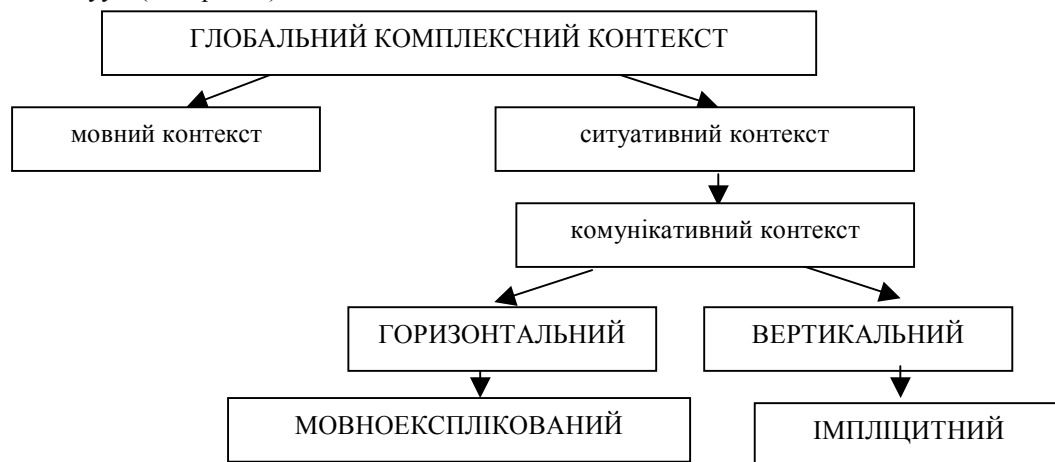 ГЛОБАЛЬНИЙ КОМПЛЕКСНИЙ КОНТЕКСТ
мовний контекст
ситуативний контекст
комунікативний контекст
ГОРИЗОНТАЛЬНИЙ
ВЕРТИКАЛЬНИЙ
МОВНОЕКСПЛІКОВАНИЙ
ІМПЛІЦИТНИЙ